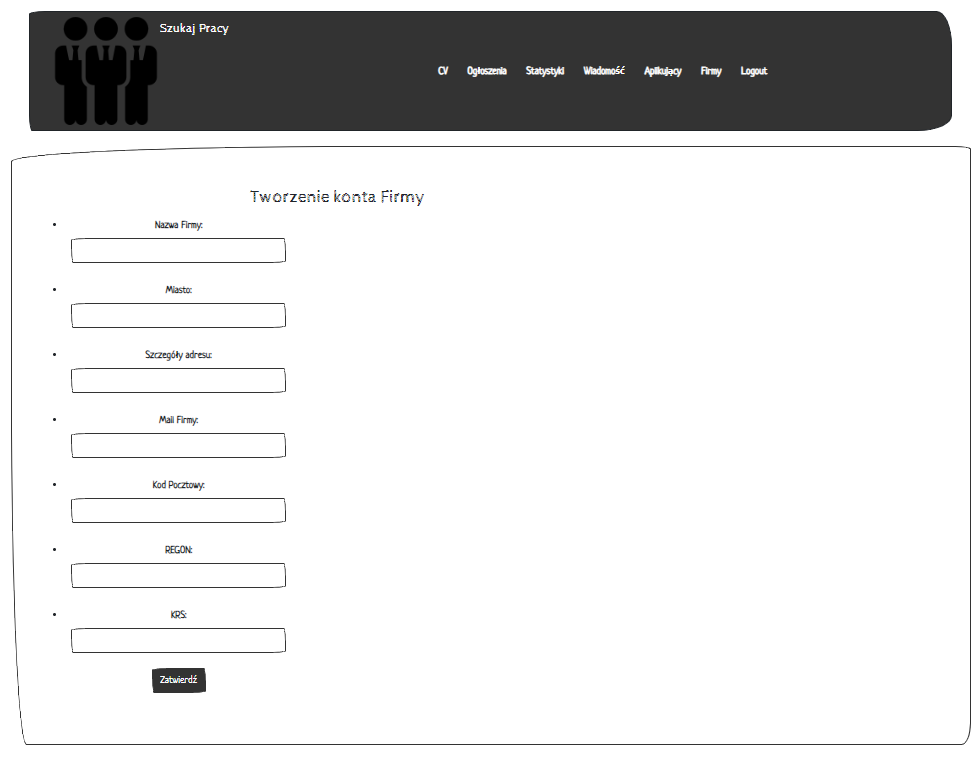 Szukaj Pracy
CV Ogłoszenia Statystyki Wiadomość Aplikujący Firmy Logout
Tworzenie konta Firmy
Nazwa Firmy:
Miasto:
Szczegóły adresu:
Mail Firmy:
Kod Pocztowy:
REGON:
KRS:
Zatwierdź